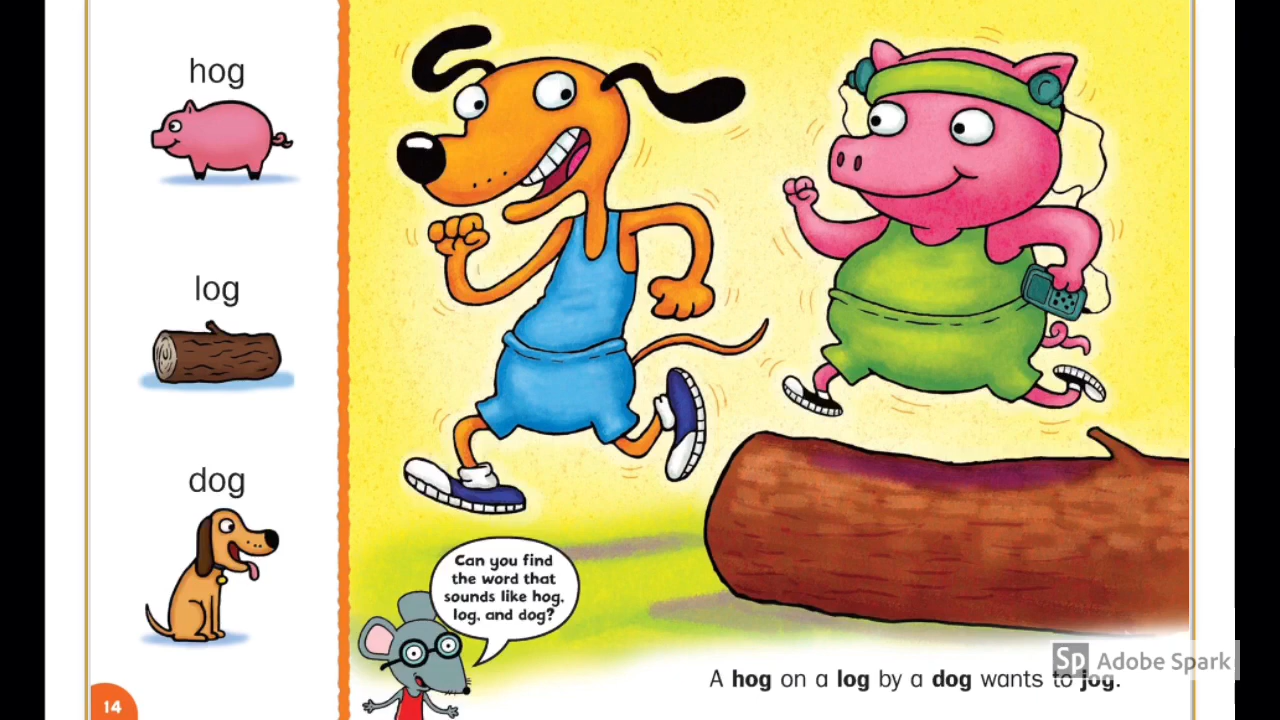 hog
log
dog
Can you find
the word that
sounds like hog,
log, and dog?
A hog on a log by a dog wants to jog.
Sp Adobe Spark
14